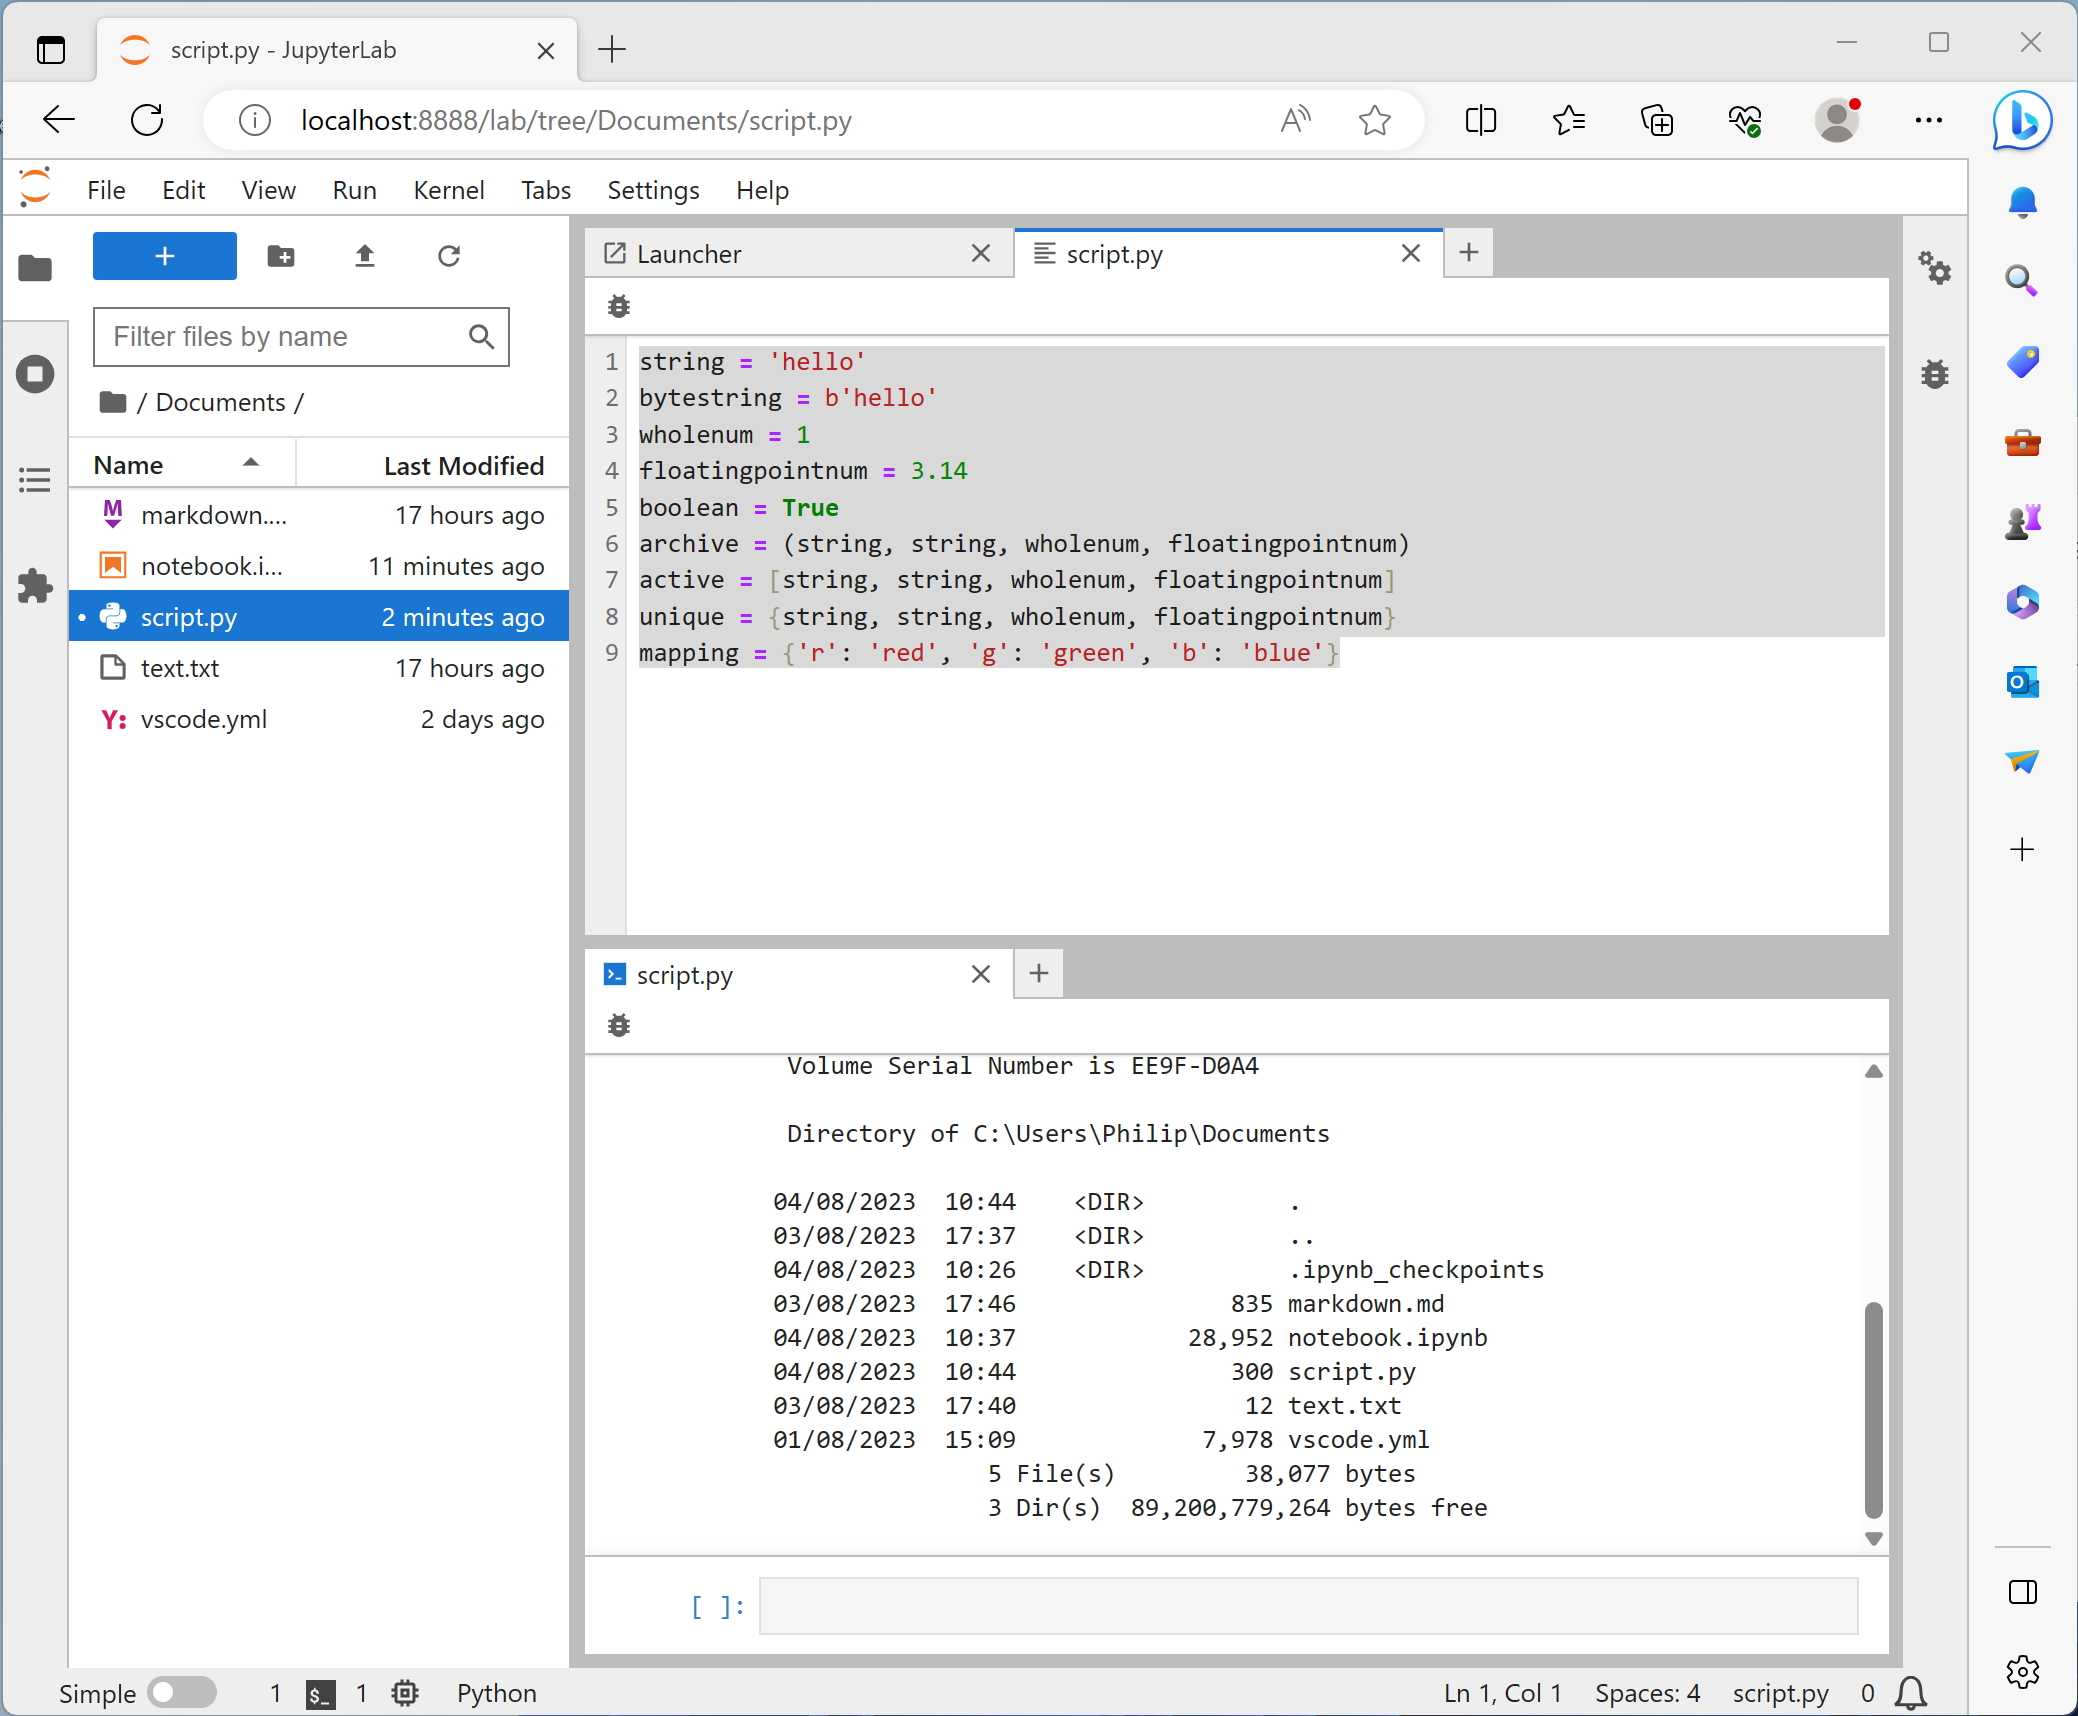 script.py - JupyterLab
localhost:8888/lab/tree/Documents/script.py
File Edit View Run Kernel Tabs Settings Help
Filter files by name
/ Documents /
Name Last Modified
markdown.... 17 hours ago
notebook.i... 11 minutes ago
script.py 2 minutes ago
text.txt 17 hours ago
vscode.yml 2 days ago
Launcher script.py
1 string = 'hello'
2 bytestring = b'hello'
3 wholenum = 1
4 floatingpointnum = 3.14
5 boolean = True
6 archive = (string, string, wholenum, floatingpointnum)
7 active = [string, string, wholenum, floatingpointnum]
8 unique = {string, string, wholenum, floatingpointnum}
9 mapping = {'r': 'red', 'g': 'green', 'b': 'blue'}
script.py
Volume Serial Number is EE9F-D0A4
Directory of C:\Users\Philip\Documents
04/08/2023  10:44    <DIR>          .
03/08/2023  17:37    <DIR>          ..
04/08/2023  10:26    <DIR>          .ipynb_checkpoints
03/08/2023  17:46               835 markdown.md
04/08/2023  10:37            28,952 notebook.ipynb
04/08/2023  10:44               300 script.py
03/08/2023  17:40                12 text.txt
01/08/2023  15:09             7,978 vscode.yml
5 File(s)         38,077 bytes
3 Dir(s)  89,200,779,264 bytes free
[ ]:
Simple 1 $_ 1 Python Ln 1, Col 1 Spaces: 4 script.py 0